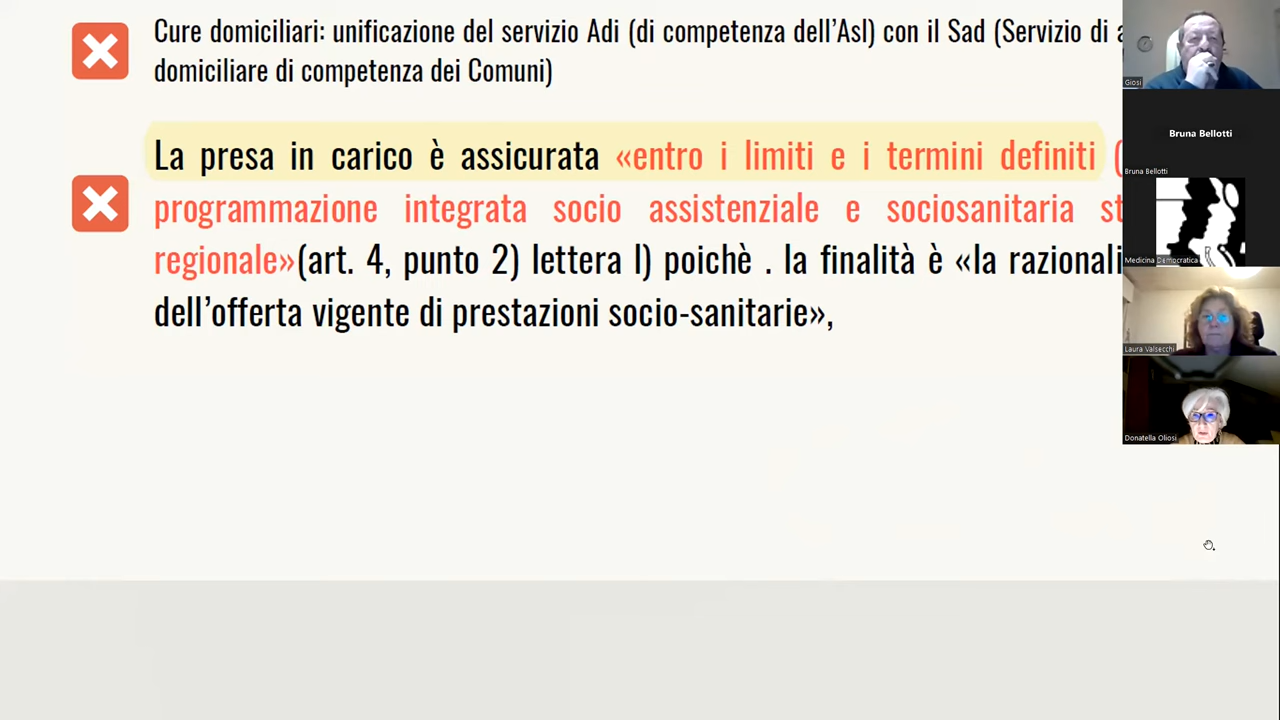 Cure domiciliari: unificazione del servizio Adi (di competenza dell'Asl) con il Sad (Servizio di
domiciliare di competenza dei Comuni)
La presa in carico è assicurata «entro i limiti e i termini definiti (
programmazione integrata socio assistenziale e sociosanitaria
regionale»(art. 4, punto 2) lettera l) poichè . la finalità è «la
dell'offerta vigente di prestazioni socio-sanitarie»,
Giosi
Bruna Bellotti
Bruna Bellotti
Medicina Democratica
Laura Valsecchi
Donatella Oliosi